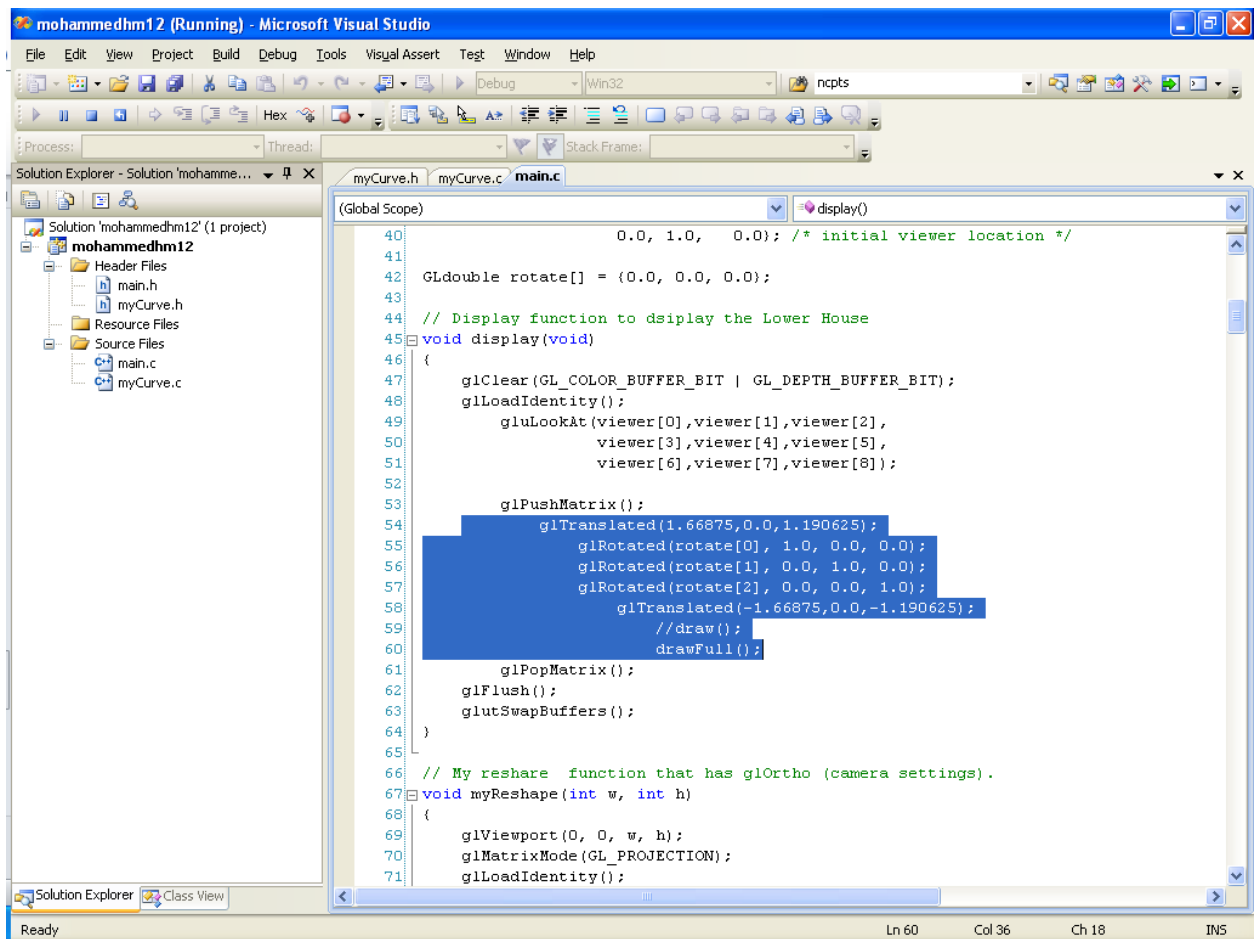 mohammedhm12 (Running) - Microsoft Visual Studio
File Edit View Project Build Debug Tools Visual Assert Test Window Help
Debug Win32 ncpts
Hex
Process: Thread: Stack Frame:
Solution Explorer - Solution 'mohamme...
Solution 'mohammedhm12' (1 project)
mohammedhm12
Header Files
main.h
myCurve.h
Resource Files
Source Files
main.c
myCurve.c
Solution Explorer Class View
myCurve.h myCurve.c main.c
(Global Scope) display()
40 0.0, 1.0, 0.0}; /* initial viewer location */
41
42 GLdouble rotate[] = {0.0, 0.0, 0.0};
43
44 // Display function to dsiplay the Lower House
45 void display(void)
46 {
47 glClear(GL_COLOR_BUFFER_BIT | GL_DEPTH_BUFFER_BIT);
48 glLoadIdentity();
49 gluLookAt(viewer[0],viewer[1],viewer[2],
50 viewer[3],viewer[4],viewer[5],
51 viewer[6],viewer[7],viewer[8]);
52
53 glPushMatrix();
54 glTranslated(1.66875,0.0,1.190625);
55 glRotated(rotate[0], 1.0, 0.0, 0.0);
56 glRotated(rotate[1], 0.0, 1.0, 0.0);
57 glRotated(rotate[2], 0.0, 0.0, 1.0);
58 glTranslated(-1.66875,0.0,-1.190625);
59 //draw();
60 drawFull();
61 glPopMatrix();
62 glFlush();
63 glutSwapBuffers();
64 }
65
66 // My reshare function that has glOrtho (camera settings).
67 void myReshape(int w, int h)
68 {
69 glViewport(0, 0, w, h);
70 glMatrixMode(GL_PROJECTION);
71 glLoadIdentity();
Ready Ln 60 Col 36 Ch 18 INS